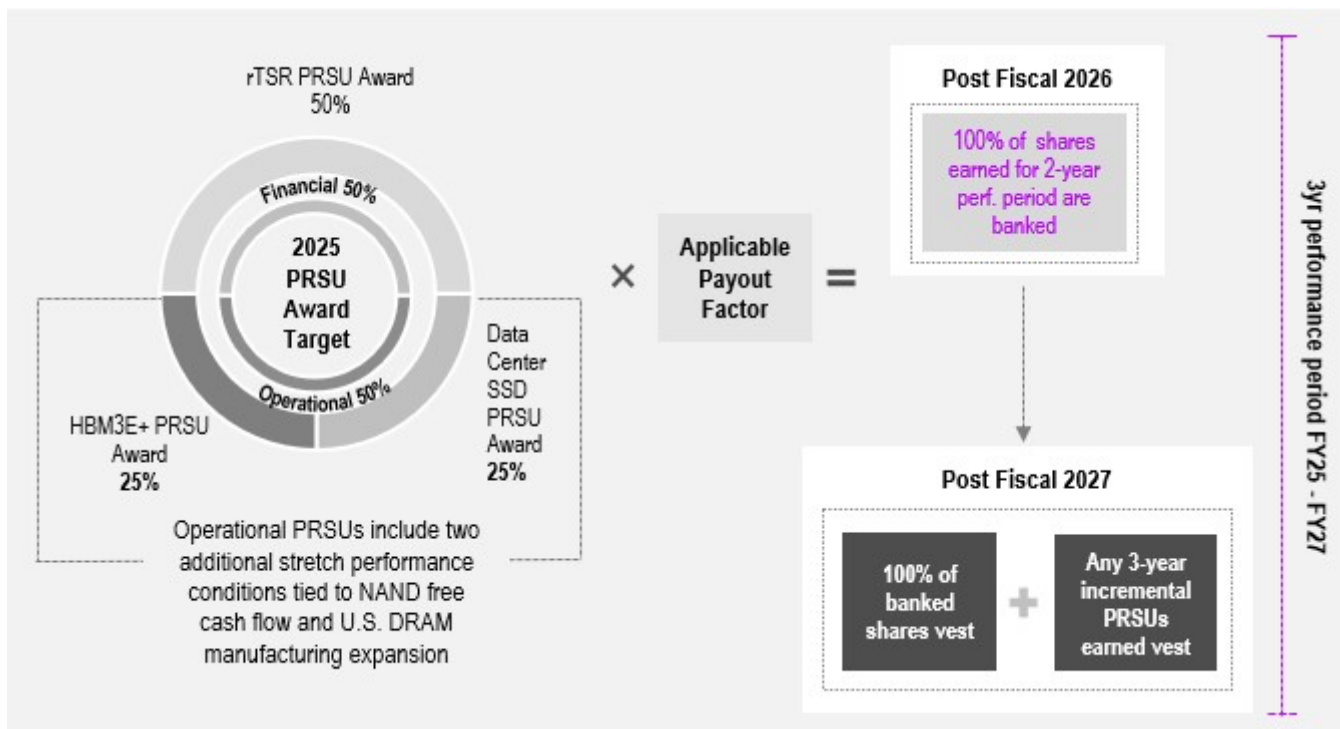 rTSR PRSU Award
50%
Financial 50%
2025
PRSU
Award
Target
Operational 50%
HBM3E+ PRSU
Award
25%
Data
Center
SSD
PRSU
Award
25%
Operational PRSUs include two
additional stretch performance
conditions tied to NAND free
cash flow and U.S. DRAM
manufacturing expansion
×
Applicable
Payout
Factor
=
Post Fiscal 2026
100% of shares
earned for 2-year
perf. period are
banked
Post Fiscal 2027
100% of
banked
shares vest
+
Any 3-year
incremental
PRSUs
earned vest
3yr performance period FY25 - FY27